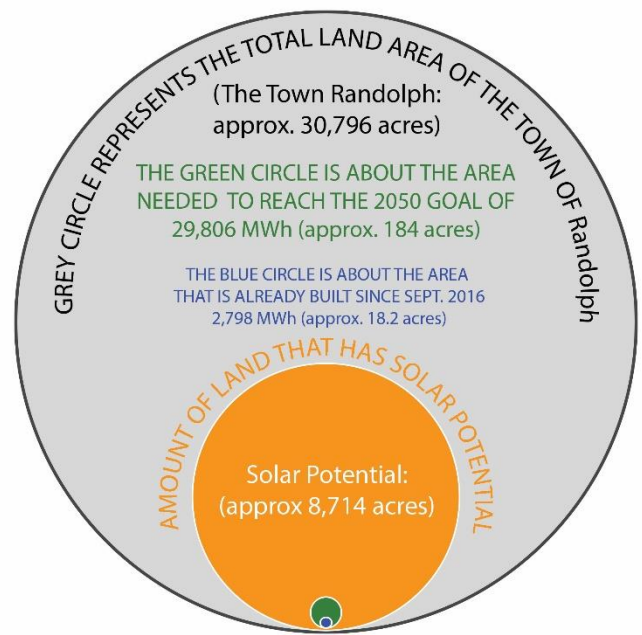 GREY CIRCLE REPRESENTS THE TOTAL LAND AREA OF THE TOWN OF Randolph
(The Town Randolph:
approx. 30,796 acres)
THE GREEN CIRCLE IS ABOUT THE AREA
NEEDED TO REACH THE 2050 GOAL OF
29,806 MWh (approx. 184 acres)
THE BLUE CIRCLE IS ABOUT THE AREA
THAT IS ALREADY BUILT SINCE SEPT. 2016
2,798 MWh (approx. 18.2 acres)
AMOUNT OF LAND THAT HAS SOLAR POTENTIAL
Solar Potential:
(approx 8,714 acres)